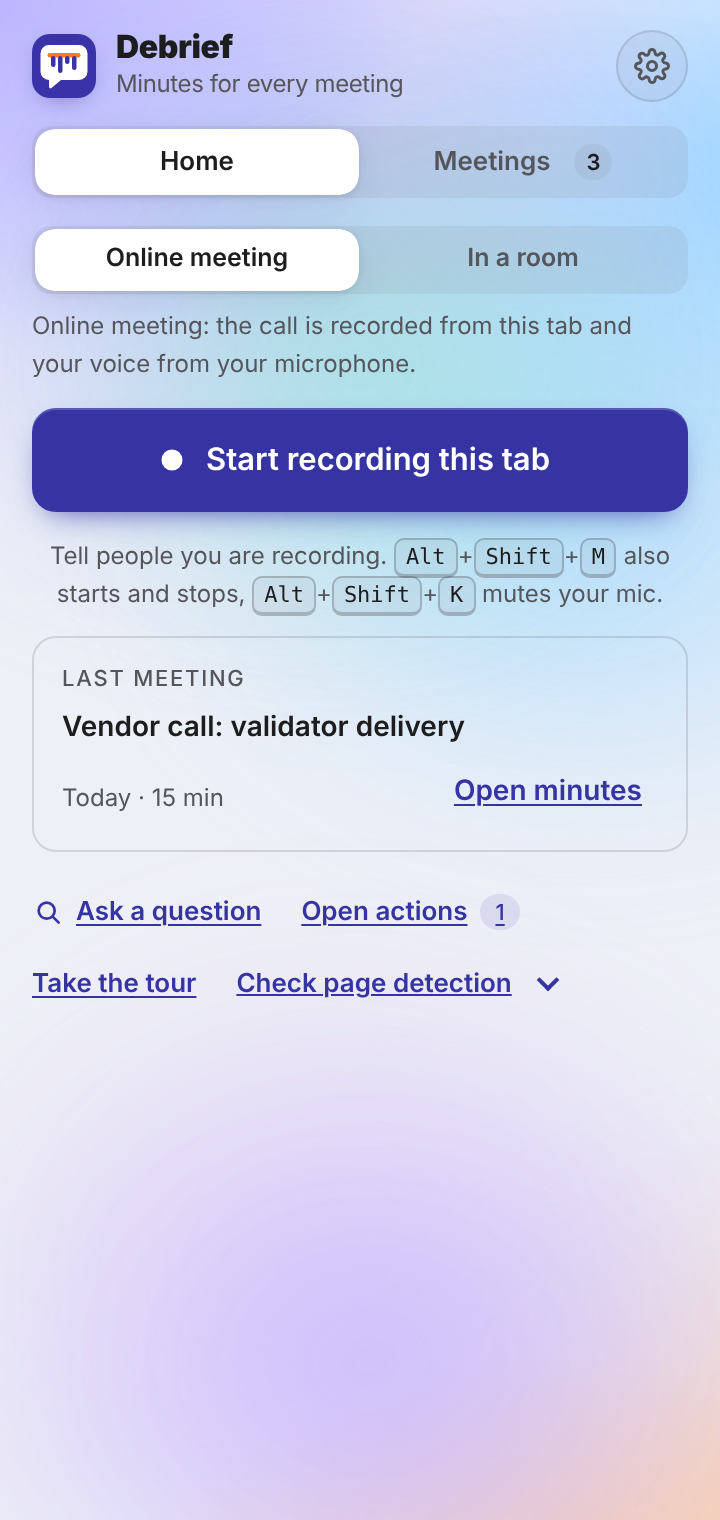 Debrief
Minutes for every meeting
Home
Meetings 3
Online meeting
In a room
Online meeting: the call is recorded from this tab and
your voice from your microphone.
Start recording this tab
Tell people you are recording. Alt+Shift+M also
starts and stops, Alt+Shift+K mutes your mic.
LAST MEETING
Vendor call: validator delivery
Today · 15 min
Open minutes
Ask a question
Open actions 1
Take the tour
Check page detection